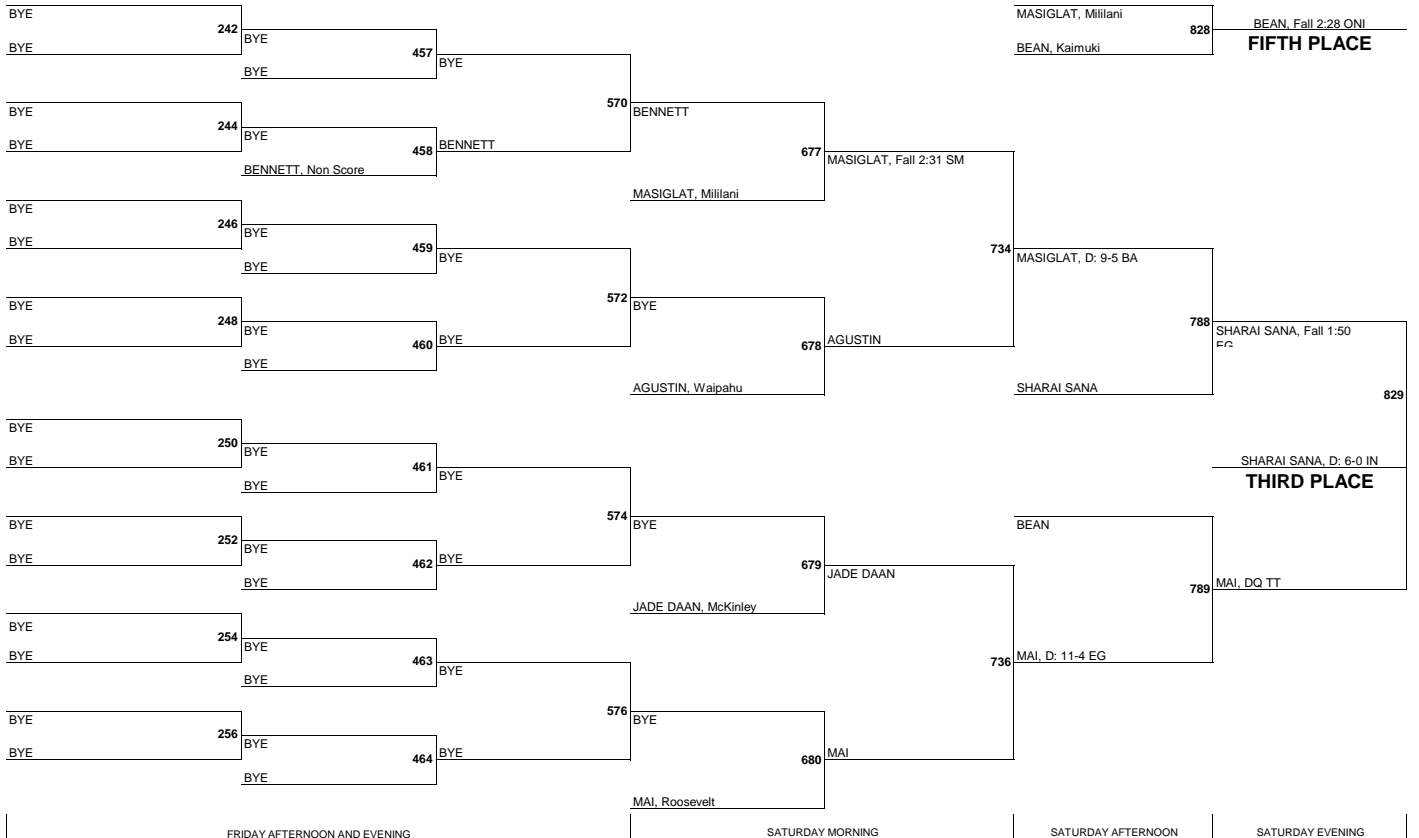 BYE
MASIGLAT, Mililani
242
828
BEAN, Fall 2:28 ONI
BYE
FIFTH PLACE
BYE
457
BEAN, Kaimuki
BYE
BYE
570
BYE
BENNETT
244
BYE
BYE
458
BENNETT
677
MASIGLAT, Fall 2:31 SM
BENNETT, Non Score
MASIGLAT, Mililani
BYE
246
BYE
BYE
459
734
BYE
MASIGLAT, D: 9-5 BA
BYE
572
BYE
BYE
248
788
BYE
SHARAI SANA, Fall 1:50
BYE
460
BYE
678
AGUSTIN
EG
BYE
AGUSTIN, Waipahu
SHARAI SANA
829
BYE
250
BYE
BYE
461
SHARAI SANA, D: 6-0 IN
BYE
THIRD PLACE
BYE
574
BYE
BYE
BEAN
252
BYE
BYE
462
BYE
679
JADE DAAN
BYE
789
MAI, DQ TT
JADE DAAN, McKinley
BYE
254
BYE
BYE
463
736
MAI, D: 11-4 EG
BYE
BYE
576
BYE
BYE
256
BYE
BYE
464
BYE
680
MAI
BYE
MAI, Roosevelt
FRIDAY AFTERNOON AND EVENING
SATURDAY MORNING
SATURDAY AFTERNOON
SATURDAY EVENING